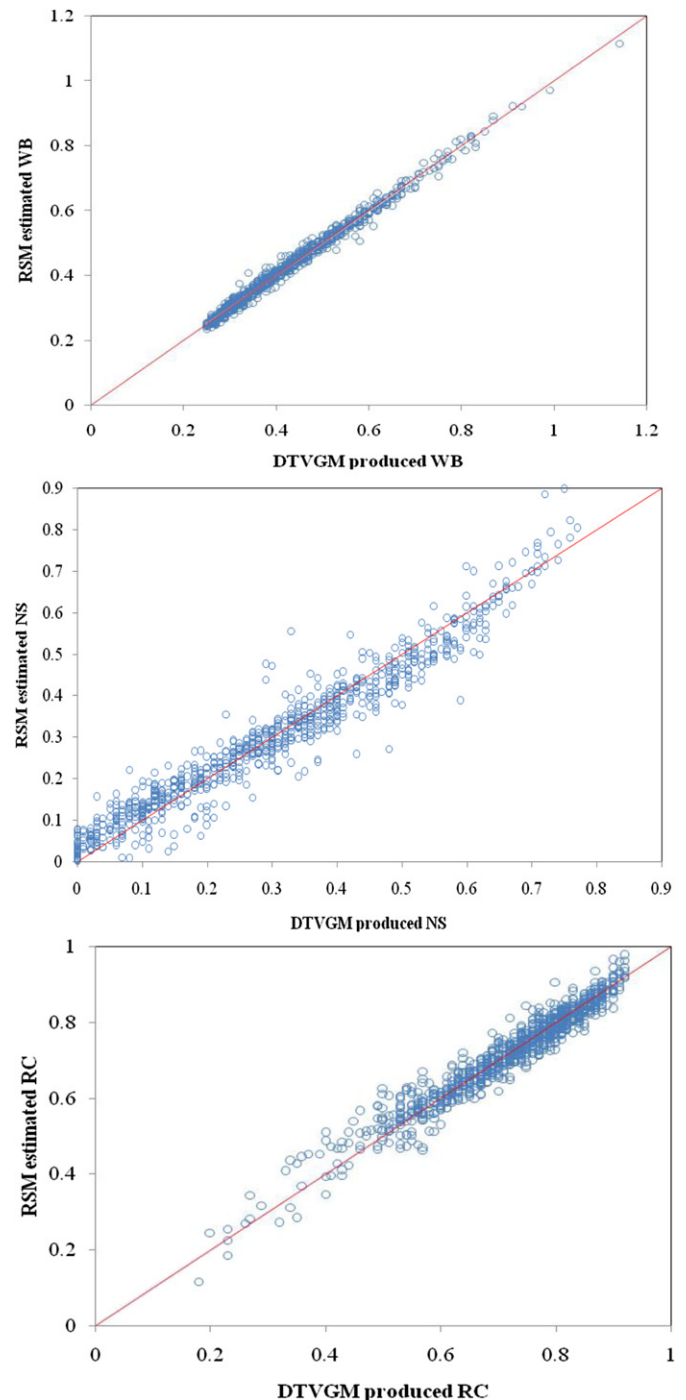 1.2
1
0.8
0.6
0.4
0.2
0
RSM estimated WB
0 0.2 0.4 0.6 0.8 1 1.2
DTVGM produced WB
0.9
0.8
0.7
0.6
0.5
0.4
0.3
0.2
0.1
0
RSM estimated NS
0 0.1 0.2 0.3 0.4 0.5 0.6 0.7 0.8 0.9
DTVGM produced NS
1
0.8
0.6
0.4
0.2
0
RSM estimated RC
0 0.2 0.4 0.6 0.8 1
DTVGM produced RC